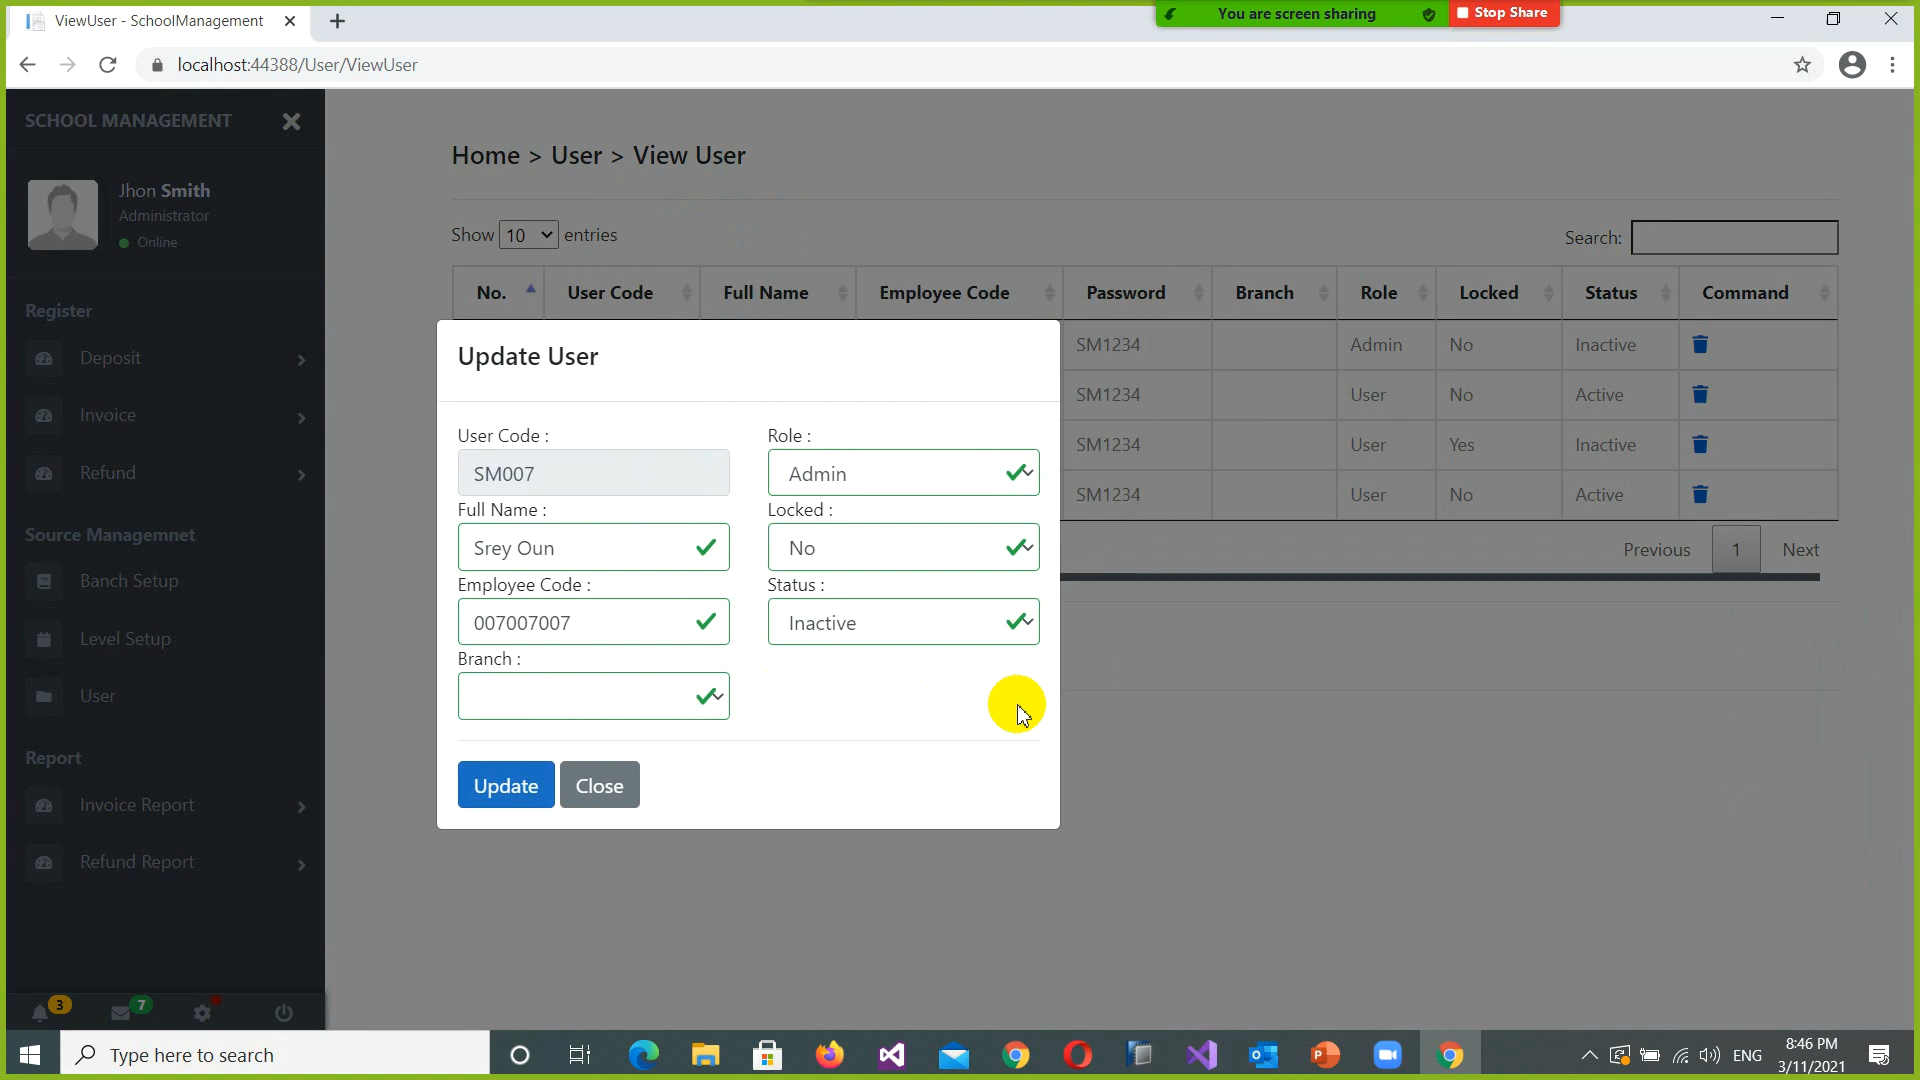 ViewUser - SchoolManagement
You are screen sharing
Stop Share
localhost:44388/User/ViewUser
SCHOOL MANAGEMENT
Jhon Smith
Administrator
Online
Register
Deposit
Invoice
Refund
Source Managemnet
Banch Setup
Level Setup
User
Report
Invoice Report
Refund Report
3
7
Home > User > View User
Show 10 entries
Search:
No. User Code Full Name Employee Code Password Branch Role Locked Status Command
SM1234 Admin No Inactive
SM1234 User No Active
SM1234 User Yes Inactive
SM1234 User No Active
Previous 1 Next
Update User
User Code :
SM007
Full Name :
Srey Oun
Employee Code :
007007007
Branch :
Role :
Admin
Locked :
No
Status :
Inactive
Update Close
Type here to search
ENG
8:46 PM
3/11/2021